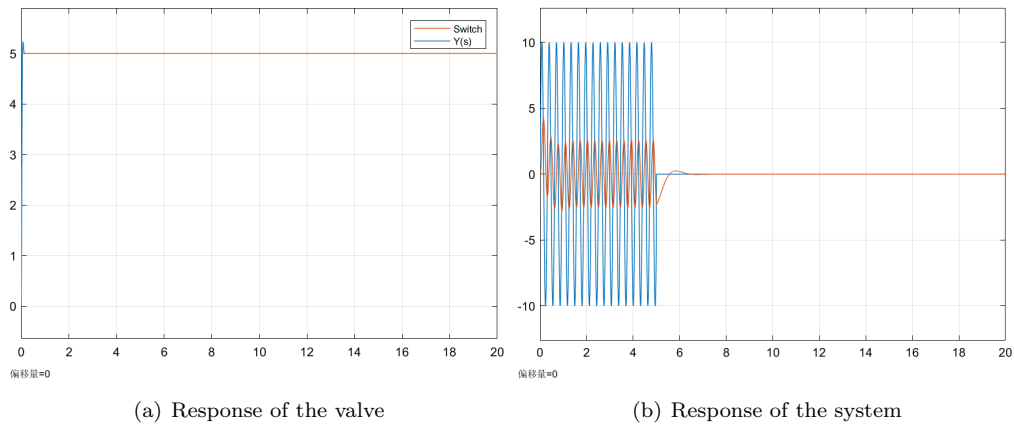 Switch
Y(s)
5
4
3
2
1
0
0 2 4 6 8 10 12 14 16 18 20
偏移量=0
(a) Response of the valve
10
5
0
-5
-10
0 2 4 6 8 10 12 14 16 18 20
偏移量=0
(b) Response of the system